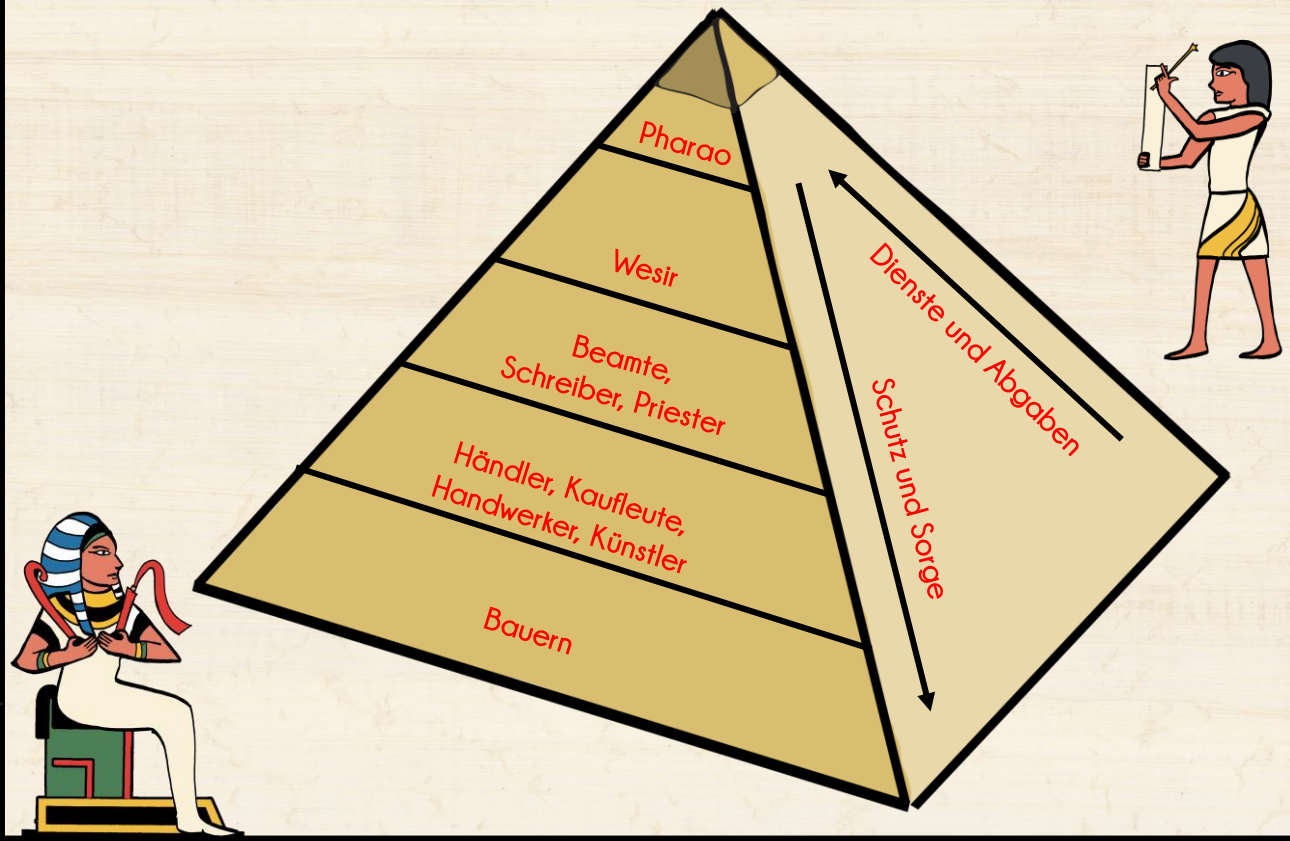 Pharao
Wesir
Beamte,
Schreiber, Priester
Händler, Kaufleute,
Handwerker, Künstler
Bauern
Dienste und Abgaben
Schutz und Sorge